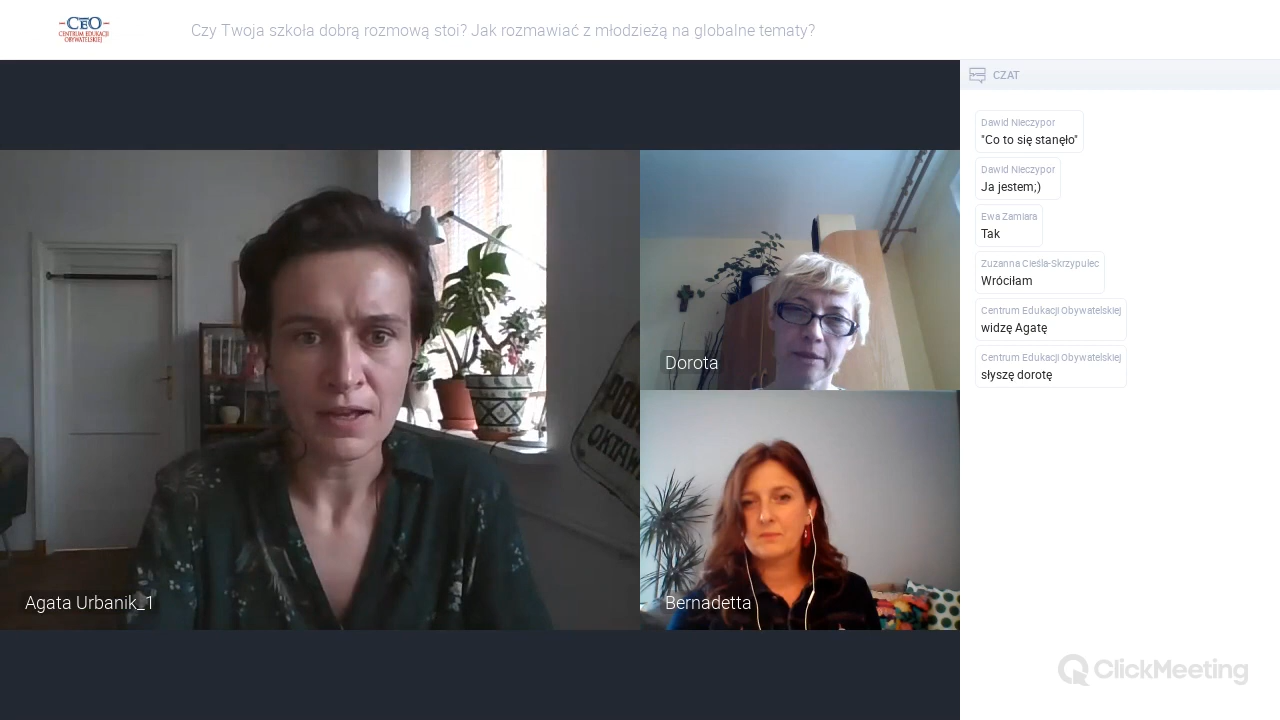 CEO
CENTRUM EDUKACJI
OBYWATELSKIEJ
Czy Twoja szkoła dobrą rozmową stoi? Jak rozmawiać z młodzieżą na globalne tematy?
CZAT
Dawid Nieczypor
"Co to się stanęło"
Dawid Nieczypor
Ja jestem;)
Ewa Zamiara
Tak
Zuzanna Cieśla-Skrzypulec
Wróciłam
Centrum Edukacji Obywatelskiej
widzę Agatę
Centrum Edukacji Obywatelskiej
słyszę dorotę
Dorota
Agata Urbanik_1
Bernadetta
ClickMeeting